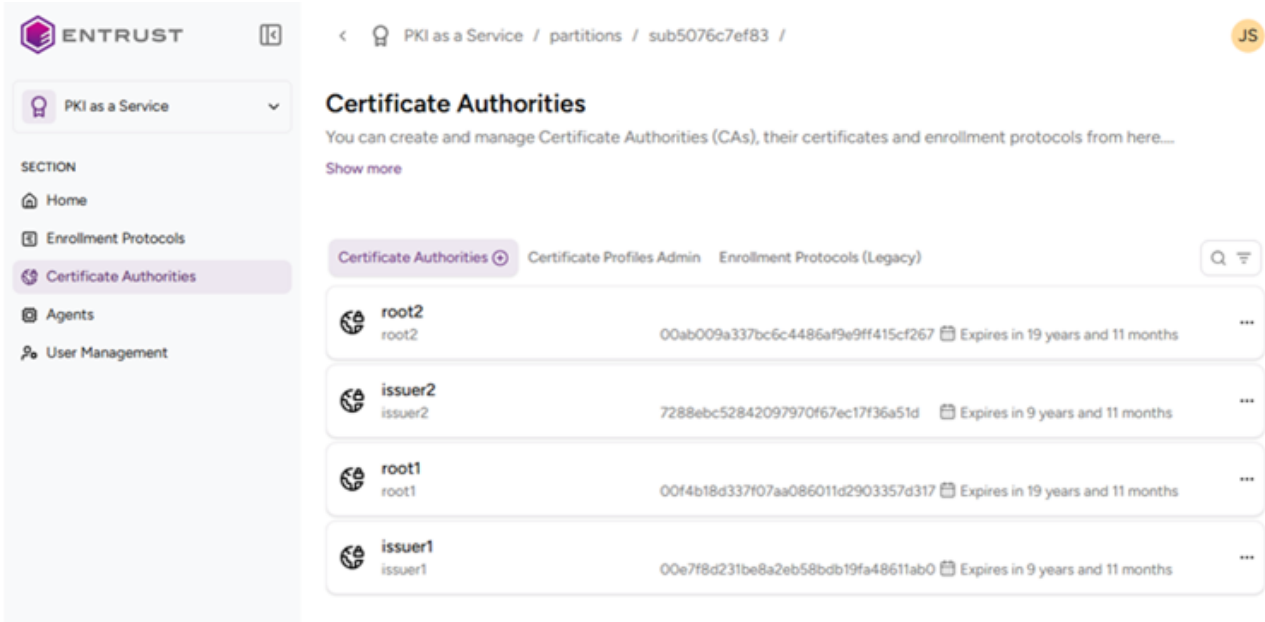 ENTRUST
PKI as a Service
SECTION
Home
Enrollment Protocols
Certificate Authorities
Agents
User Management
PKI as a Service / partitions / sub5076c7ef83 /
JS
Certificate Authorities
You can create and manage Certificate Authorities (CAs), their certificates and enrollment protocols from here....
Show more
Certificate Authorities Certificate Profiles Admin Enrollment Protocols (Legacy)
root2
root2 00ab009a337bc6c4486af9e9ff415cf267 Expires in 19 years and 11 months
issuer2
issuer2 7288ebc52842097970f67ec17f36a51d Expires in 9 years and 11 months
root1
root1 00f4b18d337f07aa086011d2903357d317 Expires in 19 years and 11 months
issuer1
issuer1 00e7f8d231be8a2eb58bdb19fa48611ab0 Expires in 9 years and 11 months